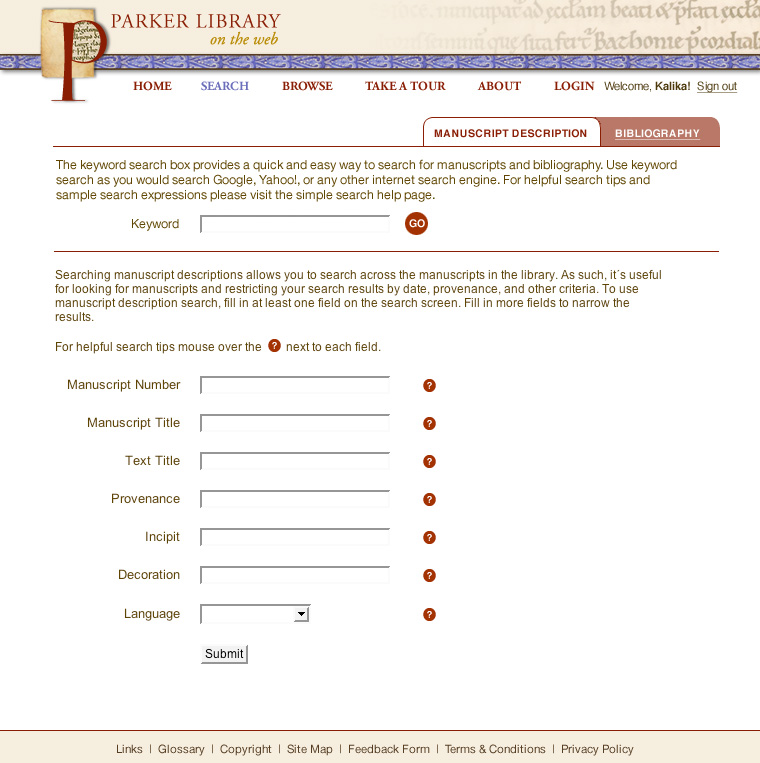 PARKER LIBRARY
on the web
HOME SEARCH BROWSE TAKE A TOUR ABOUT LOGIN Welcome, Kalika! Sign out
MANUSCRIPT DESCRIPTION BIBLIOGRAPHY
The keyword search box provides a quick and easy way to search for manuscripts and bibliography. Use keyword
search as you would search Google, Yahoo!, or any other internet search engine. For helpful search tips and
sample search expressions please visit the simple search help page.
Keyword GO
Searching manuscript descriptions allows you to search across the manuscripts in the library. As such, it´s useful
for looking for manuscripts and restricting your search results by date, provenance, and other criteria. To use
manuscript description search, fill in at least one field on the search screen. Fill in more fields to narrow the
results.
For helpful search tips mouse over the ? next to each field.
Manuscript Number ?
Manuscript Title ?
Text Title ?
Provenance ?
Incipit ?
Decoration ?
Language ?
Submit
Links | Glossary | Copyright | Site Map | Feedback Form | Terms & Conditions | Privacy Policy